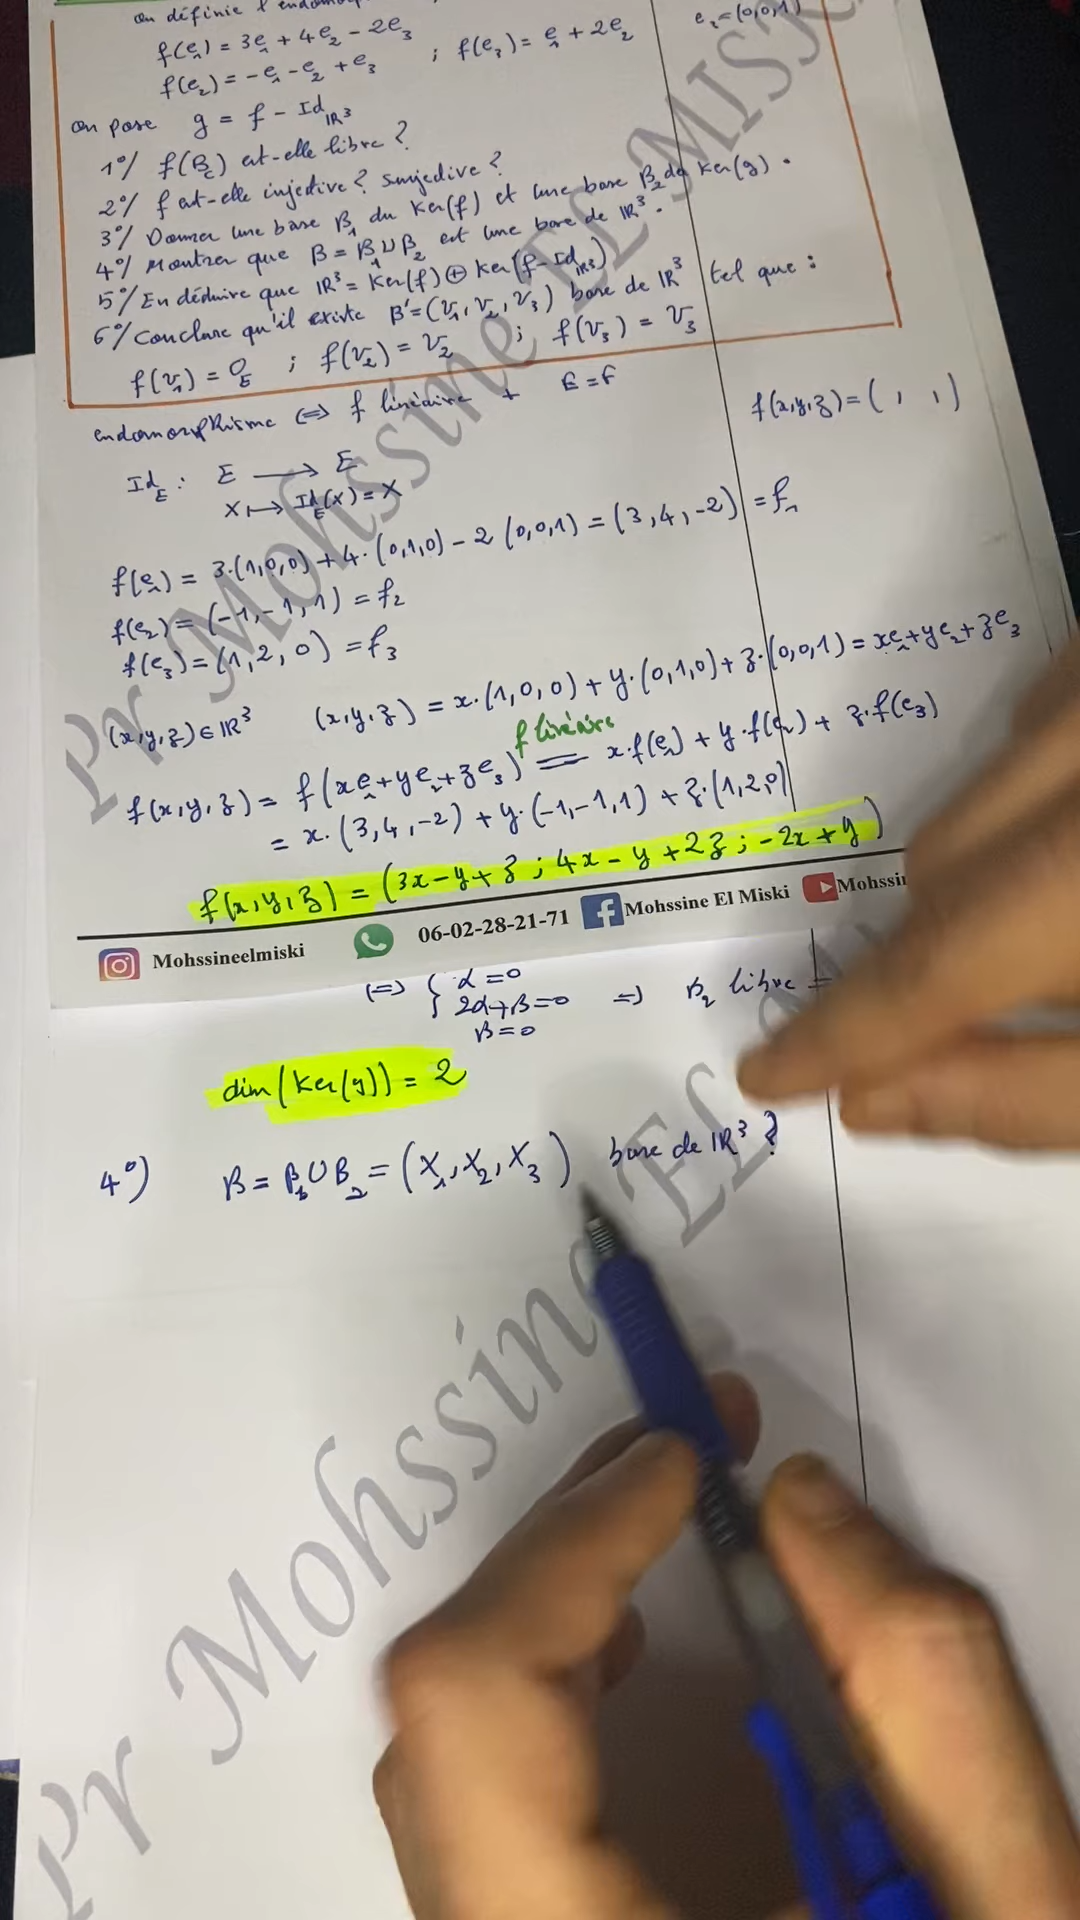 on définie l'
f(e₁) = 3e₁ + 4e₂ - 2e₃
e₂ = (0,0,1)
f(e₂) = -e₁ - e₂ + e₃ ; f(e₃) = e₁ + 2e₂
on pose g = f - Id_IR³
1°/ f(B_c) est-elle libre ?
2°/ f est-elle injective ? surjective ?
3°/ Donner une base B₁ du Ker(f) et une base B₂ de Ker(g).
4°/ Montrer que B = B₁ ∪ B₂ est une base de IR³.
5°/ En déduire que IR³ = Ker(f) ⊕ Ker(f - Id_IR³)
6°/ Conclure qu'il existe B' = (v₁, v₂, v₃) base de IR³ tel que :
f(v₁) = 0_E ; f(v₂) = v₂ ; f(v₃) = v₃
endomorphisme ⟺ f linéaire + E = F
f(x,y,z) = ( , , )
Id_E : E ⟶ E
X ⟼ Id_E(X) = X
f(e₁) = 3·(1,0,0) + 4·(0,1,0) - 2(0,0,1) = (3,4,-2) = f₁
f(e₂) = (-1,-1,1) = f₂
f(e₃) = (1,2,0) = f₃
(x,y,z) ∈ IR³ (x,y,z) = x·(1,0,0) + y·(0,1,0) + z·(0,0,1) = xe₁ + ye₂ + ze₃
f linéaire
f(x,y,z) = f(xe₁ + ye₂ + ze₃) = x·f(e₁) + y·f(e₂) + z·f(e₃)
= x·(3,4,-2) + y·(-1,-1,1) + z·(1,2,0)
f(x,y,z) = (3x - y + z ; 4x - y + 2z ; -2x + y)
Mohssineelmiski 06-02-28-21-71 Mohssine El Miski
⟺ { α = 0
2α + β = 0 ⟹ B₂ libre
β = 0
dim(Ker(g)) = 2
4°) B = B₁ ∪ B₂ = (X₁, X₂, X₃) base de IR³ ?
Pr Mohssine EL MISK
Pr Mohssine EL